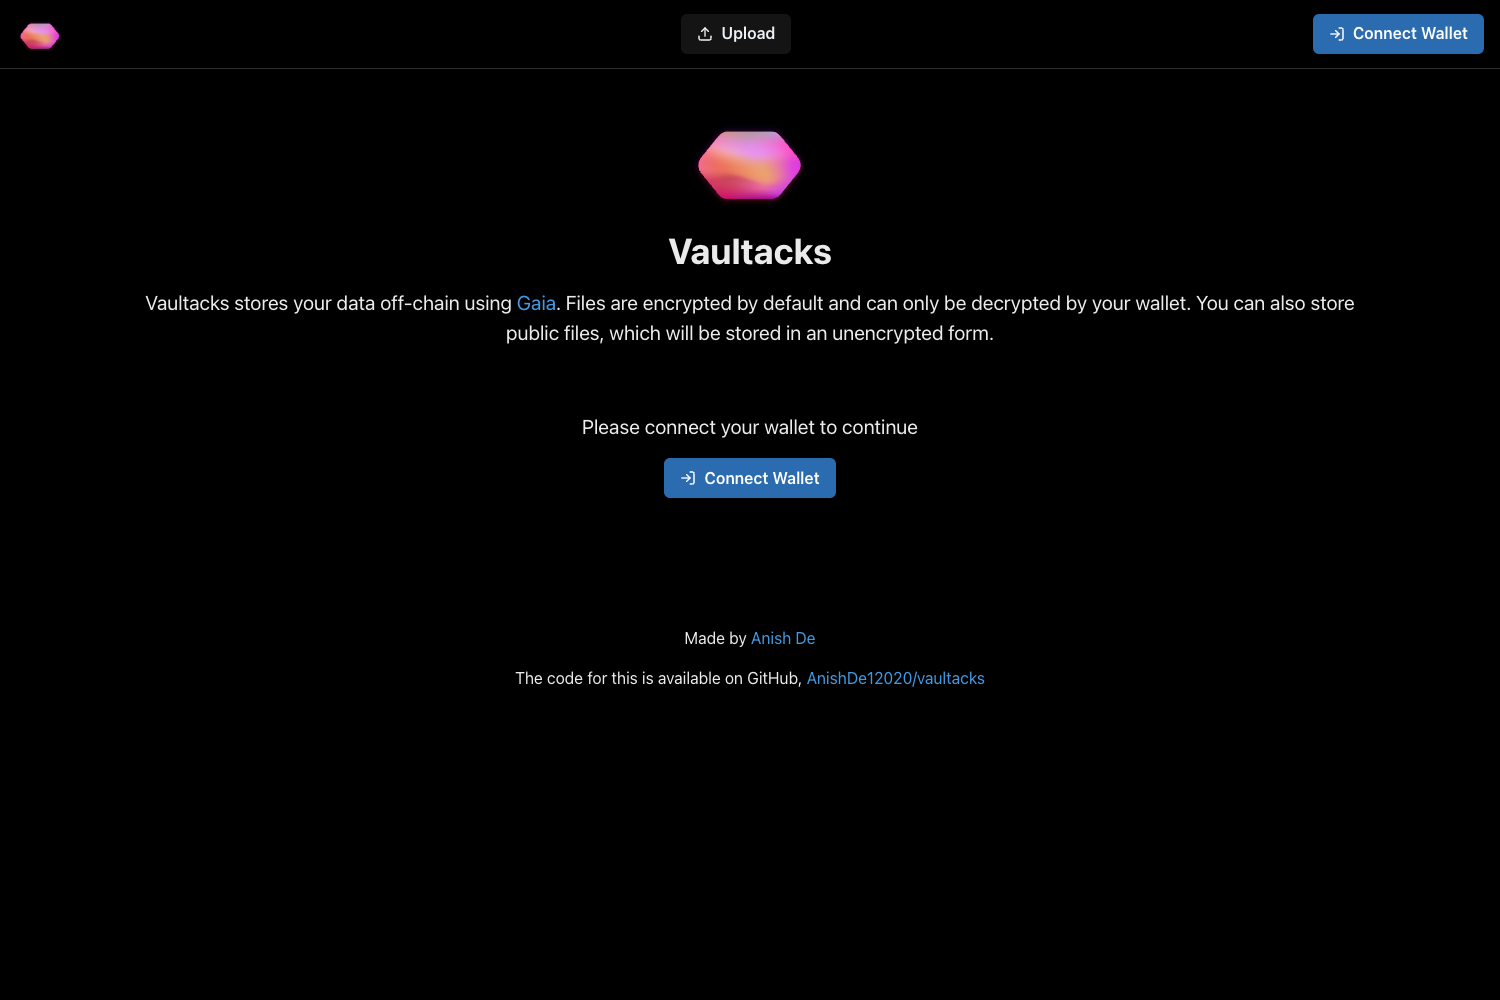 Upload
Connect Wallet
Vaultacks
Vaultacks stores your data off-chain using Gaia. Files are encrypted by default and can only be decrypted by your wallet. You can also store
public files, which will be stored in an unencrypted form.
Please connect your wallet to continue
Connect Wallet
Made by Anish De
The code for this is available on GitHub, AnishDe12020/vaultacks